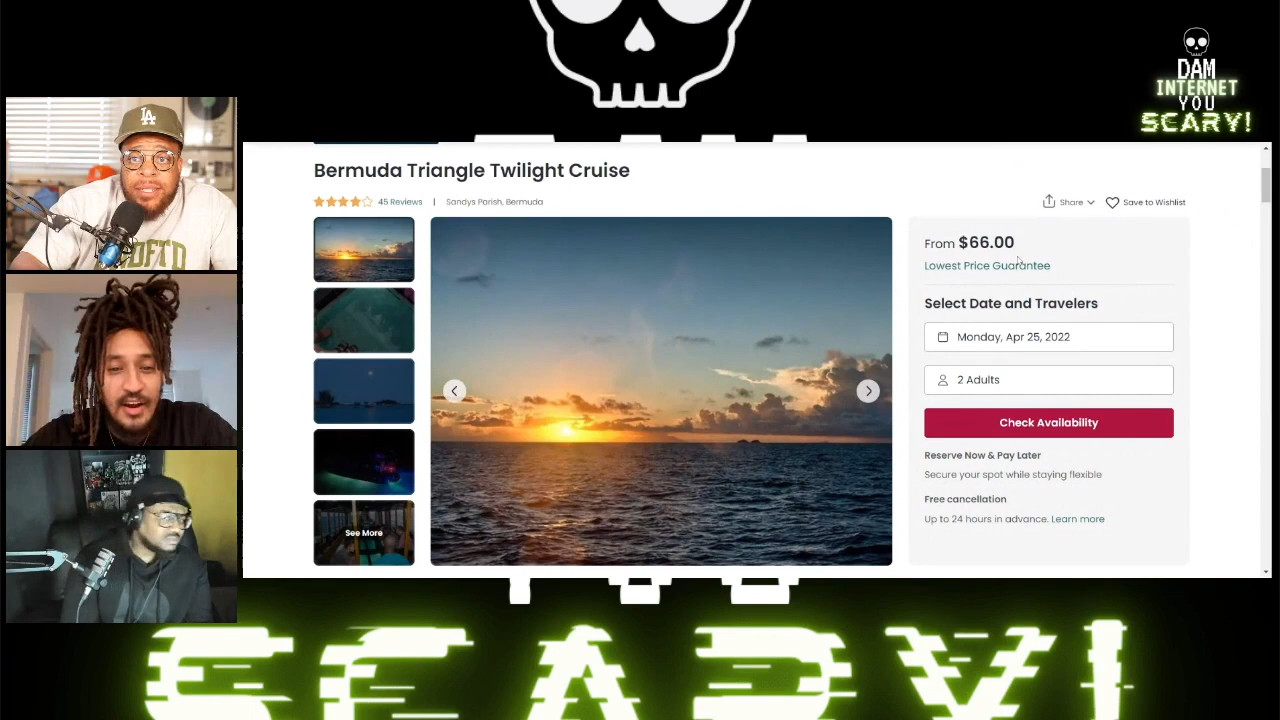 DAM
INTERNET
YOU
SCARY!
LA
Bermuda Triangle Twilight Cruise
45 Reviews | Sandys Parish, Bermuda
Share
Save to Wishlist
From $66.00
Lowest Price Guarantee
Select Date and Travelers
Monday, Apr 25, 2022
2 Adults
Check Availability
Reserve Now & Pay Later
Secure your spot while staying flexible
Free cancellation
Up to 24 hours in advance. Learn more
See More
SCARY!